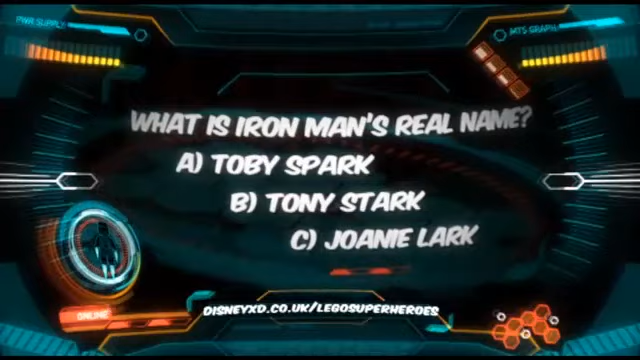 PWR SUPPLY
MTS GRAPH
WHAT IS IRON MAN'S REAL NAME?
A) TOBY SPARK
B) TONY STARK
C) JOANIE LARK
ONLINE
DISNEYXD.CO.UK/LEGOSUPERHEROES